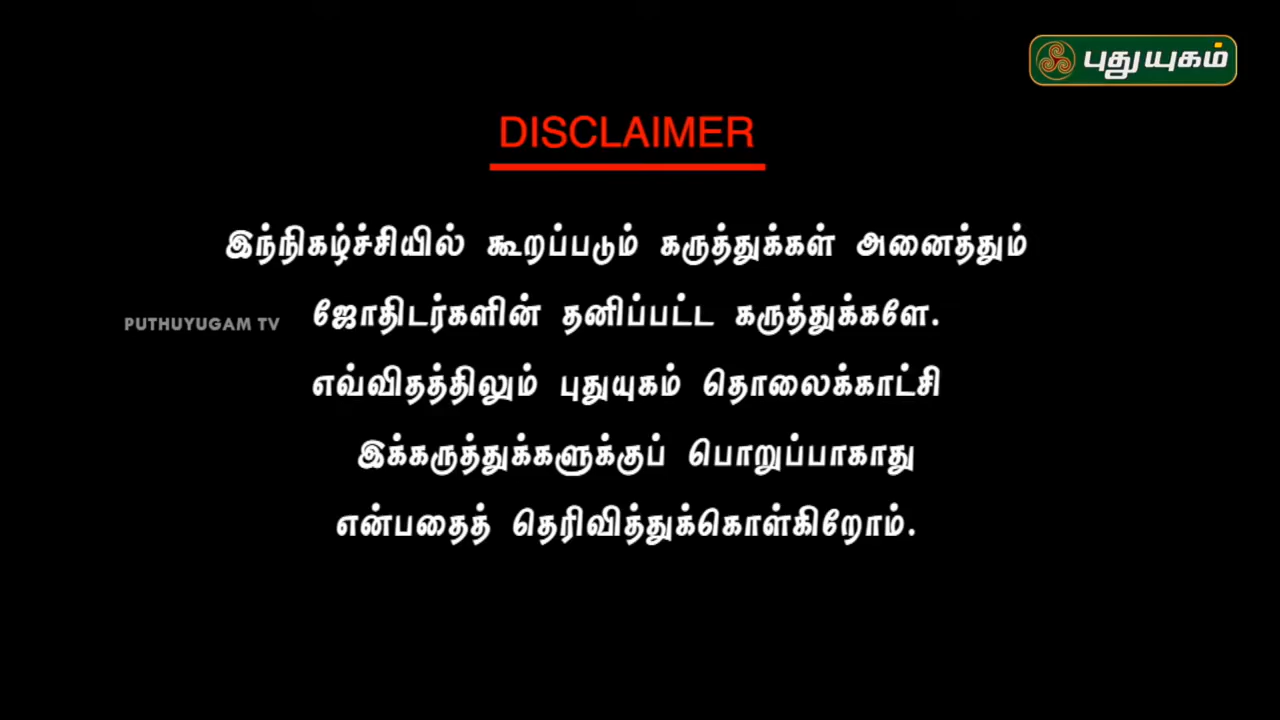 புதுயுகம்
DISCLAIMER
இந்நிகழ்ச்சியில் கூறப்படும் கருத்துக்கள் அனைத்தும்
PUTHUYUGAM TV
ஜோதிடர்களின் தனிப்பட்ட கருத்துக்களே.
எவ்விதத்திலும் புதுயுகம் தொலைக்காட்சி
இக்கருத்துக்களுக்குப் பொறுப்பாகாது
என்பதைத் தெரிவித்துக்கொள்கிறோம்.